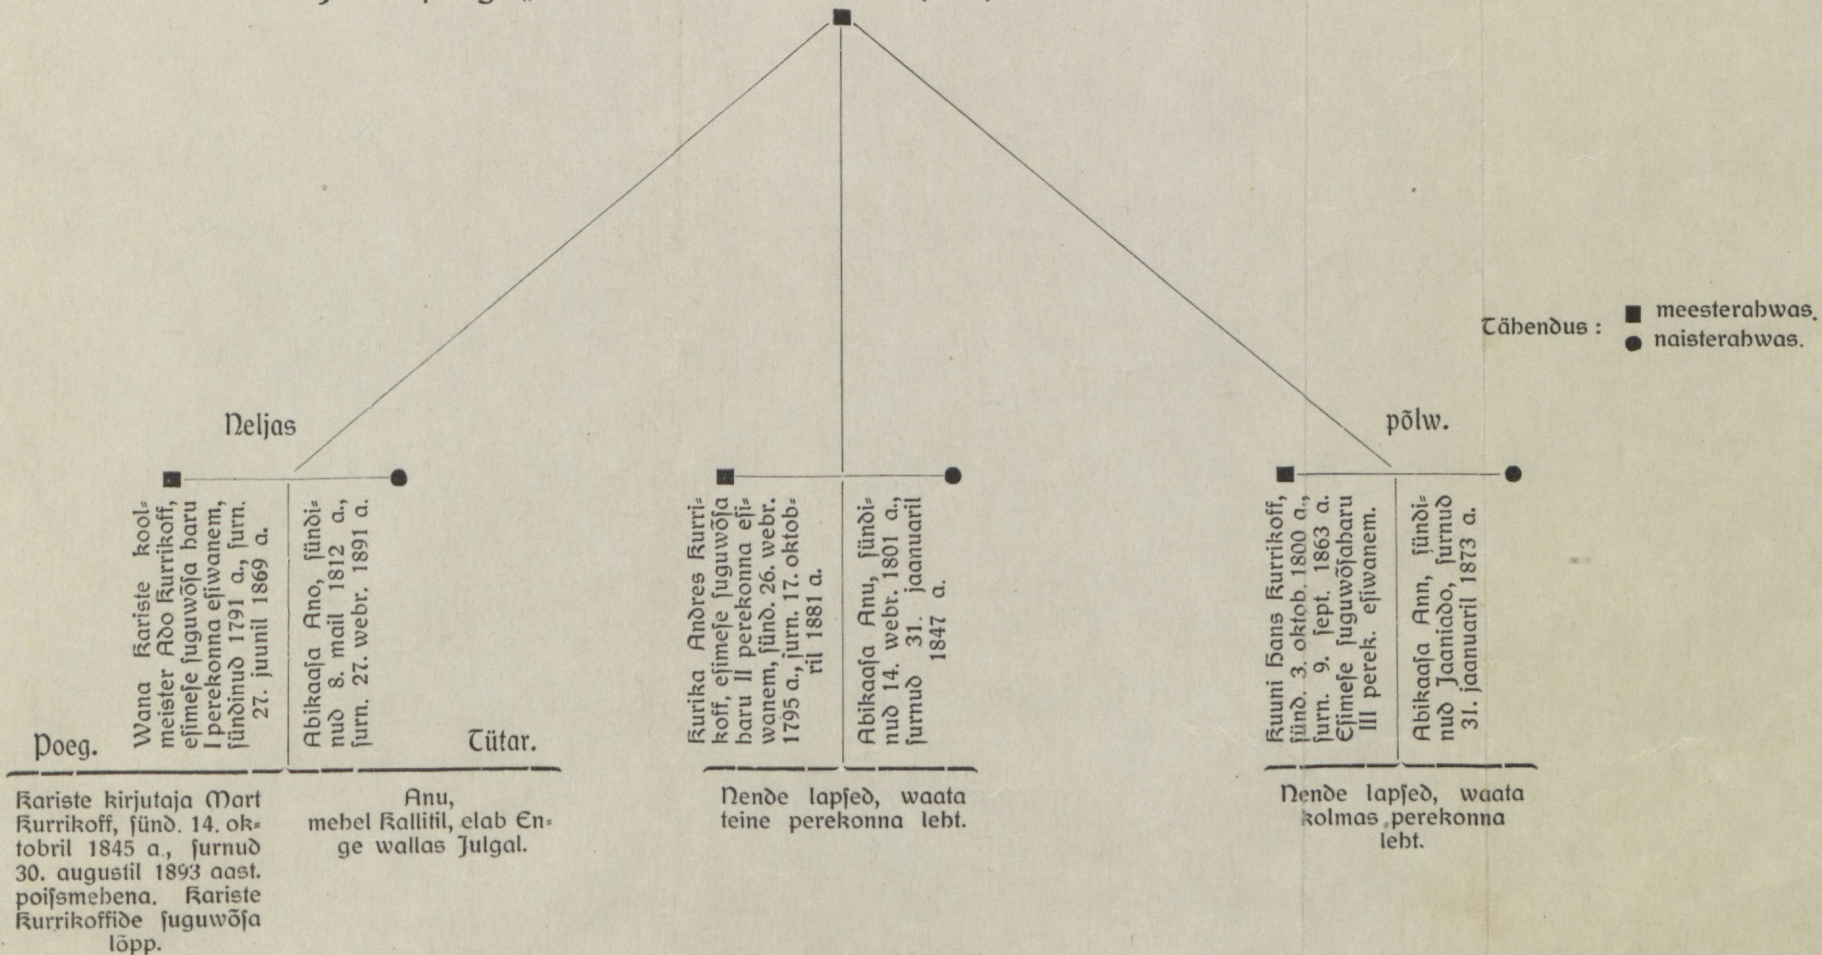 Tähendus :
■ meesterahwas.
● naisterahwas.
Neljas
põlw.
Wana Kariste kool-
meister Ado Kurrikoff,
esimese suguwõsa haru
I perekonna esiwanem,
sündinud 1791 a., surn.
27. juunil 1869 a.
Abikaasa Ano, sündi-
nud 8. mail 1812 a.,
surn. 27. webr. 1891 a.
Kurika Andres Kurri-
koff, esimese suguwõsa
haru II perekonna esi-
wanem, sünd. 26. webr.
1795 a., surn. 17. oktob-
ril 1881 a.
Abikaasa Anu, sündi-
nud 14. webr. 1801 a.,
surnud 31. jaanuaril
1847 a.
Kuuni Hans Kurrikoff,
sünd. 3. oktob. 1800 a.,
surn. 9. sept. 1863 a.
Esimese suguwõsaharu
III perek. esiwanem.
Abikaasa Ann, sündi-
nud Jaaniado, surnud
31. jaanuaril 1873 a.
Poeg.
Tütar.
Kariste kirjutaja Mart
Kurrikoff, sünd. 14. ok-
tobril 1845 a., surnud
30. augustil 1893 aast.
poissmehena. Kariste
Kurrikoffide suguwõsa
lõpp.
Anu,
mehel Kallitil, elab En-
ge wallas Julgal.
Nende lapsed, waata
teine perekonna leht.
Nende lapsed, waata
kolmas perekonna
leht.